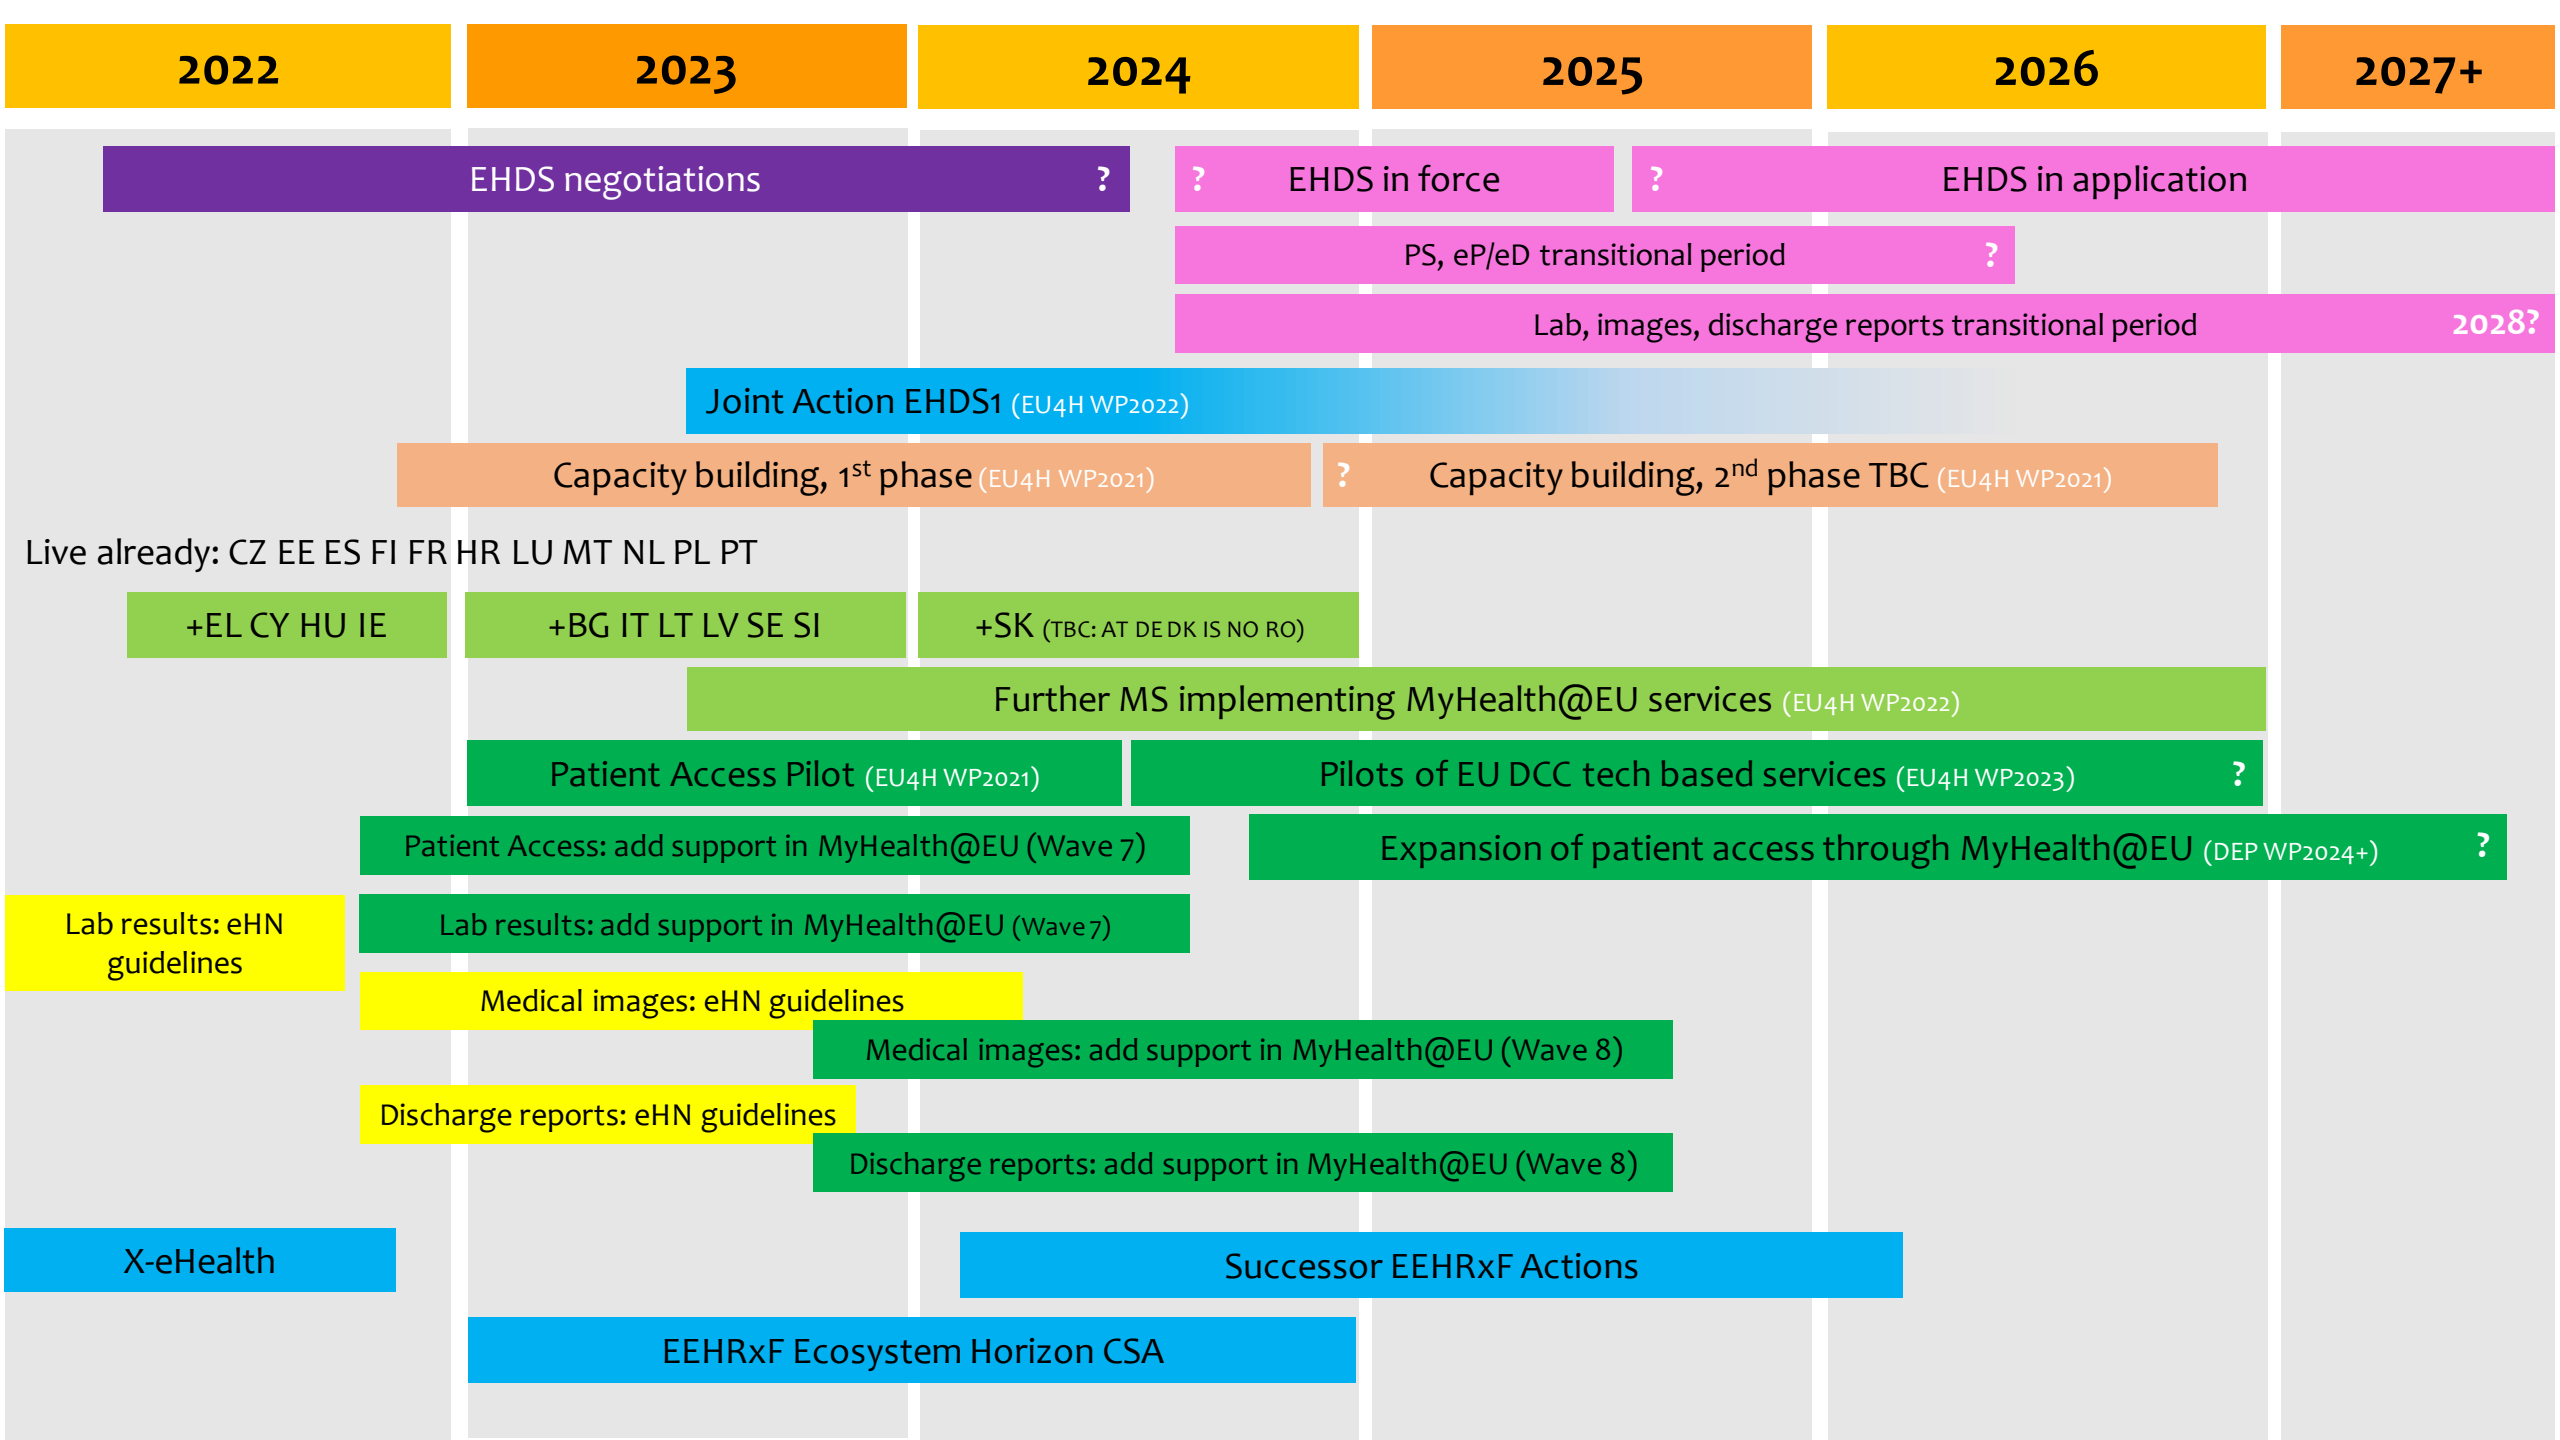 2022 2023 2024 2025 2026 2027+
EHDS negotiations ? ? EHDS in force ? EHDS in application
PS, eP/eD transitional period ?
Lab, images, discharge reports transitional period 2028?
Joint Action EHDS1 (EU4H WP2022)
Capacity building, 1st phase (EU4H WP2021) ? Capacity building, 2nd phase TBC (EU4H WP2021)
Live already: CZ EE ES FI FR HR LU MT NL PL PT
+EL CY HU IE +BG IT LT LV SE SI +SK (TBC: AT DE DK IS NO RO)
Further MS implementing MyHealth@EU services (EU4H WP2022)
Patient Access Pilot (EU4H WP2021) Pilots of EU DCC tech based services (EU4H WP2023) ?
Patient Access: add support in MyHealth@EU (Wave 7) Expansion of patient access through MyHealth@EU (DEP WP2024+) ?
Lab results: eHN
guidelines
Lab results: add support in MyHealth@EU (Wave 7)
Medical images: eHN guidelines
Medical images: add support in MyHealth@EU (Wave 8)
Discharge reports: eHN guidelines
Discharge reports: add support in MyHealth@EU (Wave 8)
X-eHealth Successor EEHRxF Actions
EEHRxF Ecosystem Horizon CSA